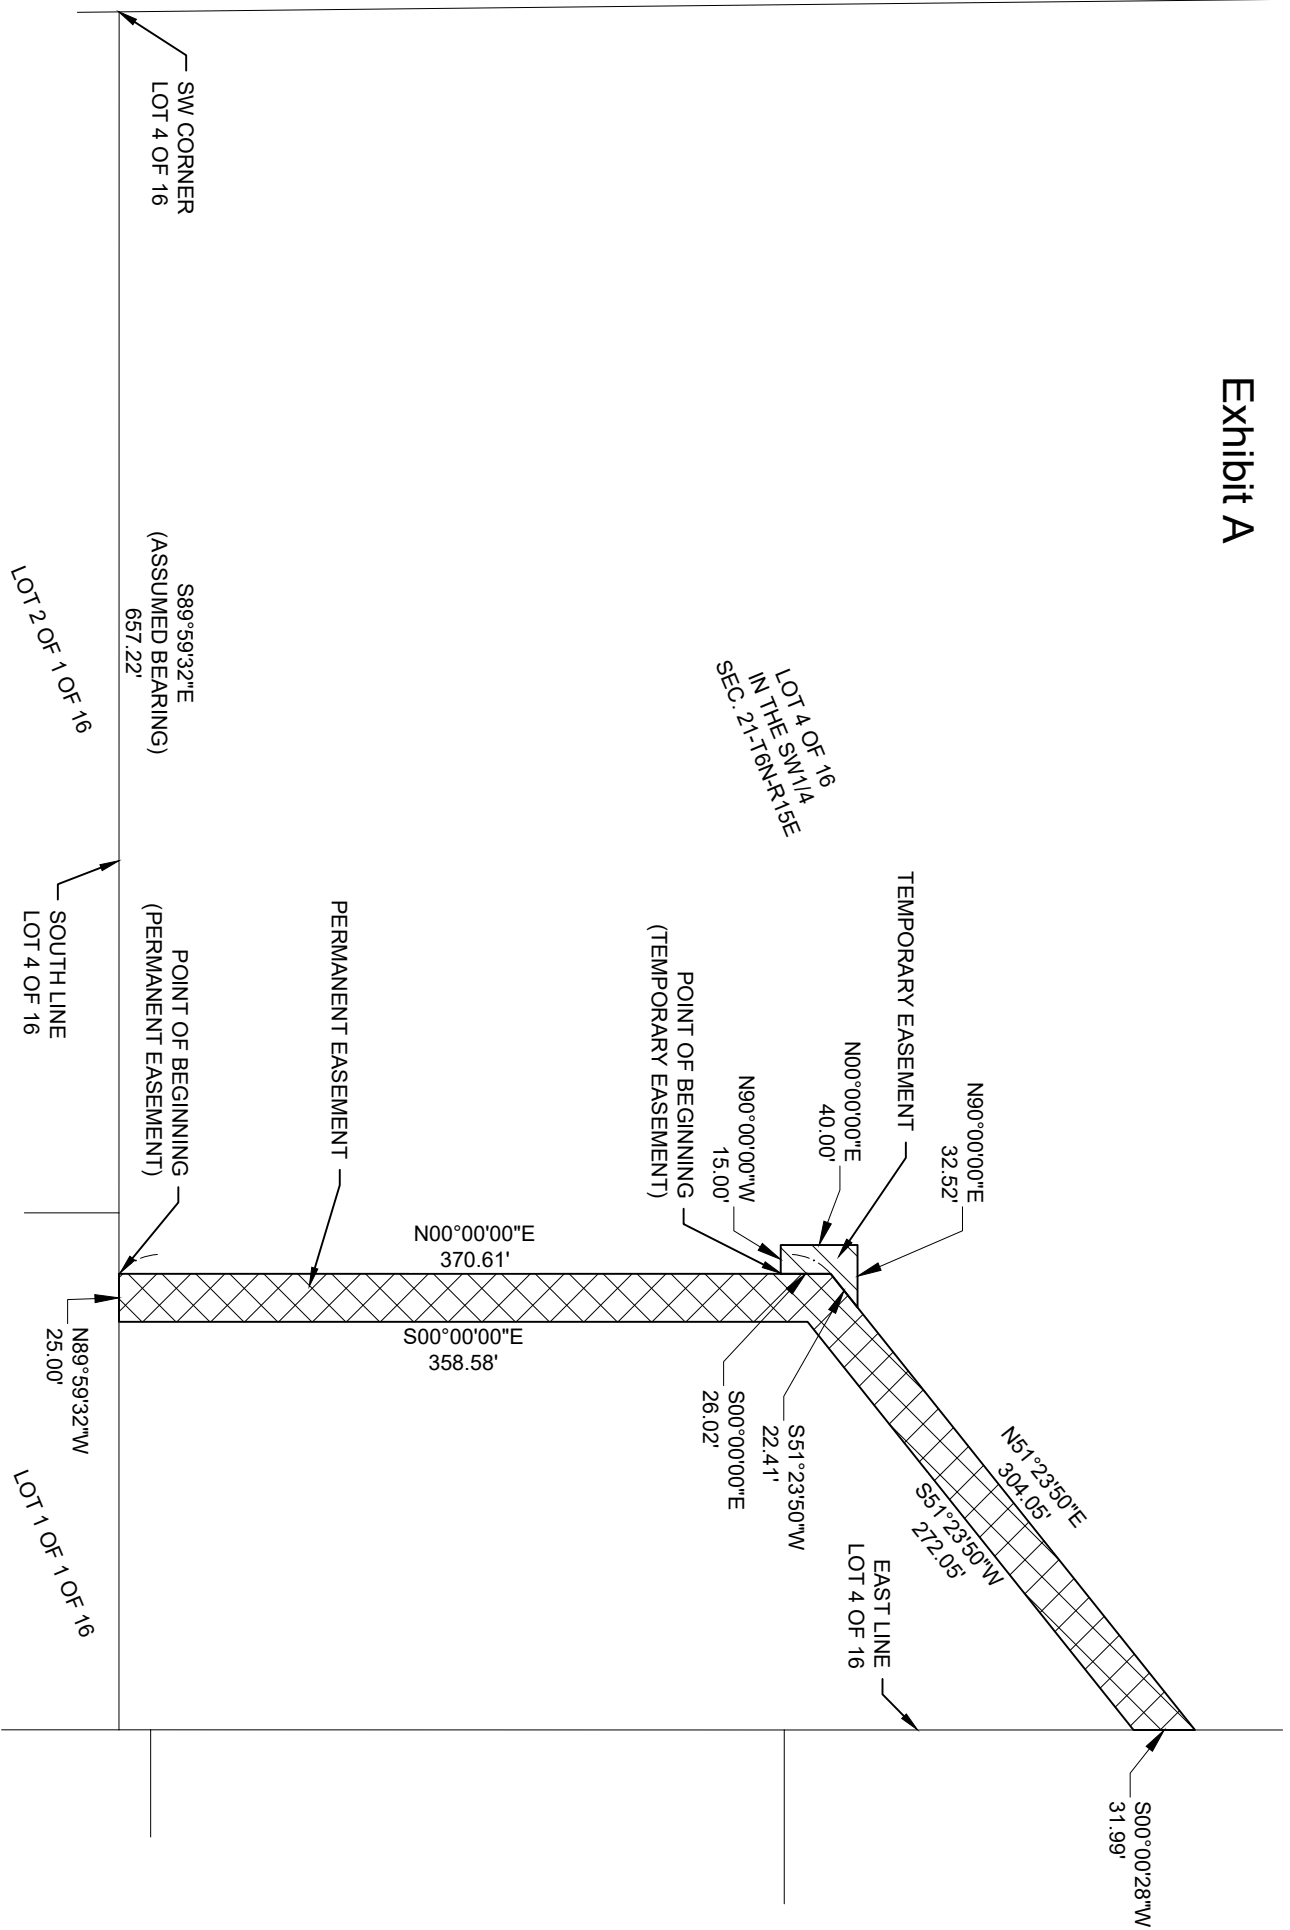 Exhibit A
SW CORNER
LOT 4 OF 16
S89°59'32"E
(ASSUMED BEARING)
657.22'
LOT 2 OF 1 OF 16
LOT 4 OF 16
IN THE SW1/4
SEC. 21-T6N-R15E
SOUTH LINE
LOT 4 OF 16
POINT OF BEGINNING
(PERMANENT EASEMENT)
PERMANENT EASEMENT
POINT OF BEGINNING
(TEMPORARY EASEMENT)
TEMPORARY EASEMENT
N90°00'00"W
15.00'
N00°00'00"E
40.00'
N90°00'00"E
32.52'
N00°00'00"E
370.61'
S00°00'00"E
358.58'
N89°59'32"W
25.00'
S00°00'00"E
26.02'
S51°23'50"W
22.41'
N51°23'50"E
304.05'
S51°23'50"W
272.05'
EAST LINE
LOT 4 OF 16
LOT 1 OF 1 OF 16
S00°00'28"W
31.99'